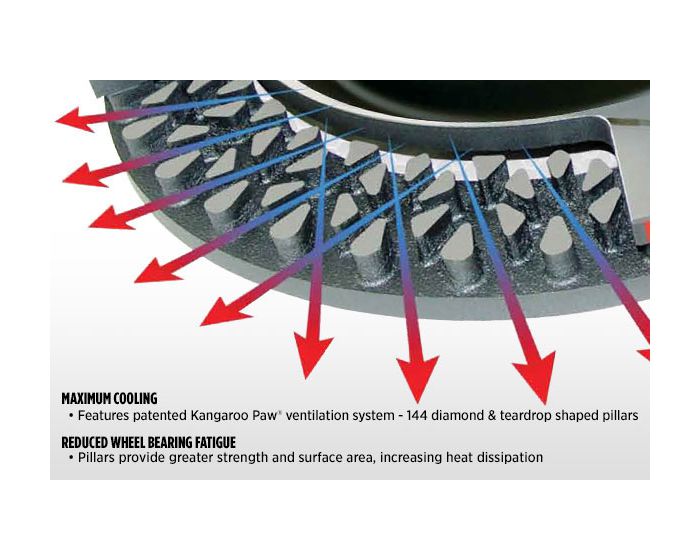 MAXIMUM COOLING
• Features patented Kangaroo Paw® ventilation system - 144 diamond & teardrop shaped pillars
REDUCED WHEEL BEARING FATIGUE
• Pillars provide greater strength and surface area, increasing heat dissipation